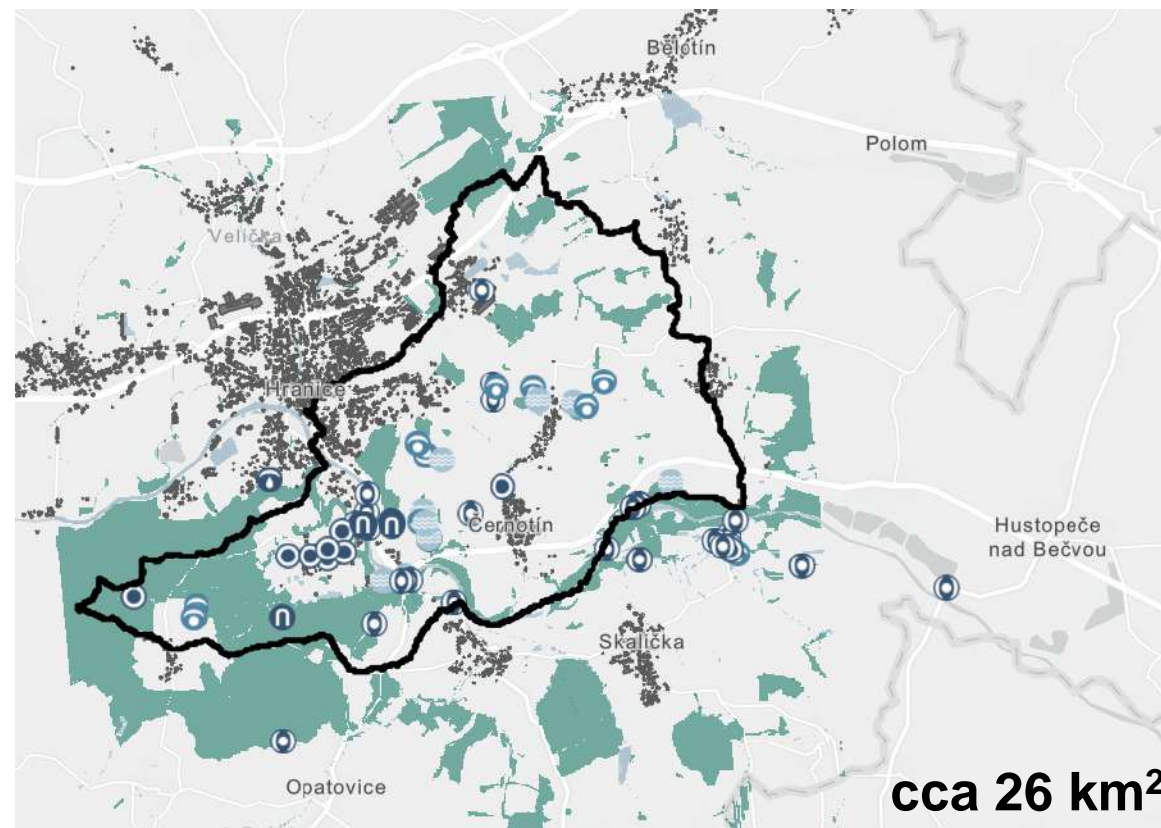 Bělotín
Polom
Velička
Hranice
Černotín
Hustopeče
nad Bečvou
Skalička
Opatovice
cca 26 km²